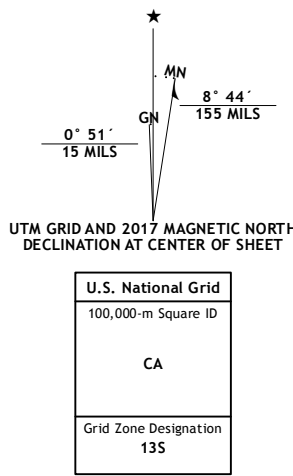 MN
GN
8° 44´
155 MILS
0° 51´
15 MILS
UTM GRID AND 2017 MAGNETIC NORTH
DECLINATION AT CENTER OF SHEET
U.S. National Grid
100,000-m Square ID
CA
Grid Zone Designation
13S